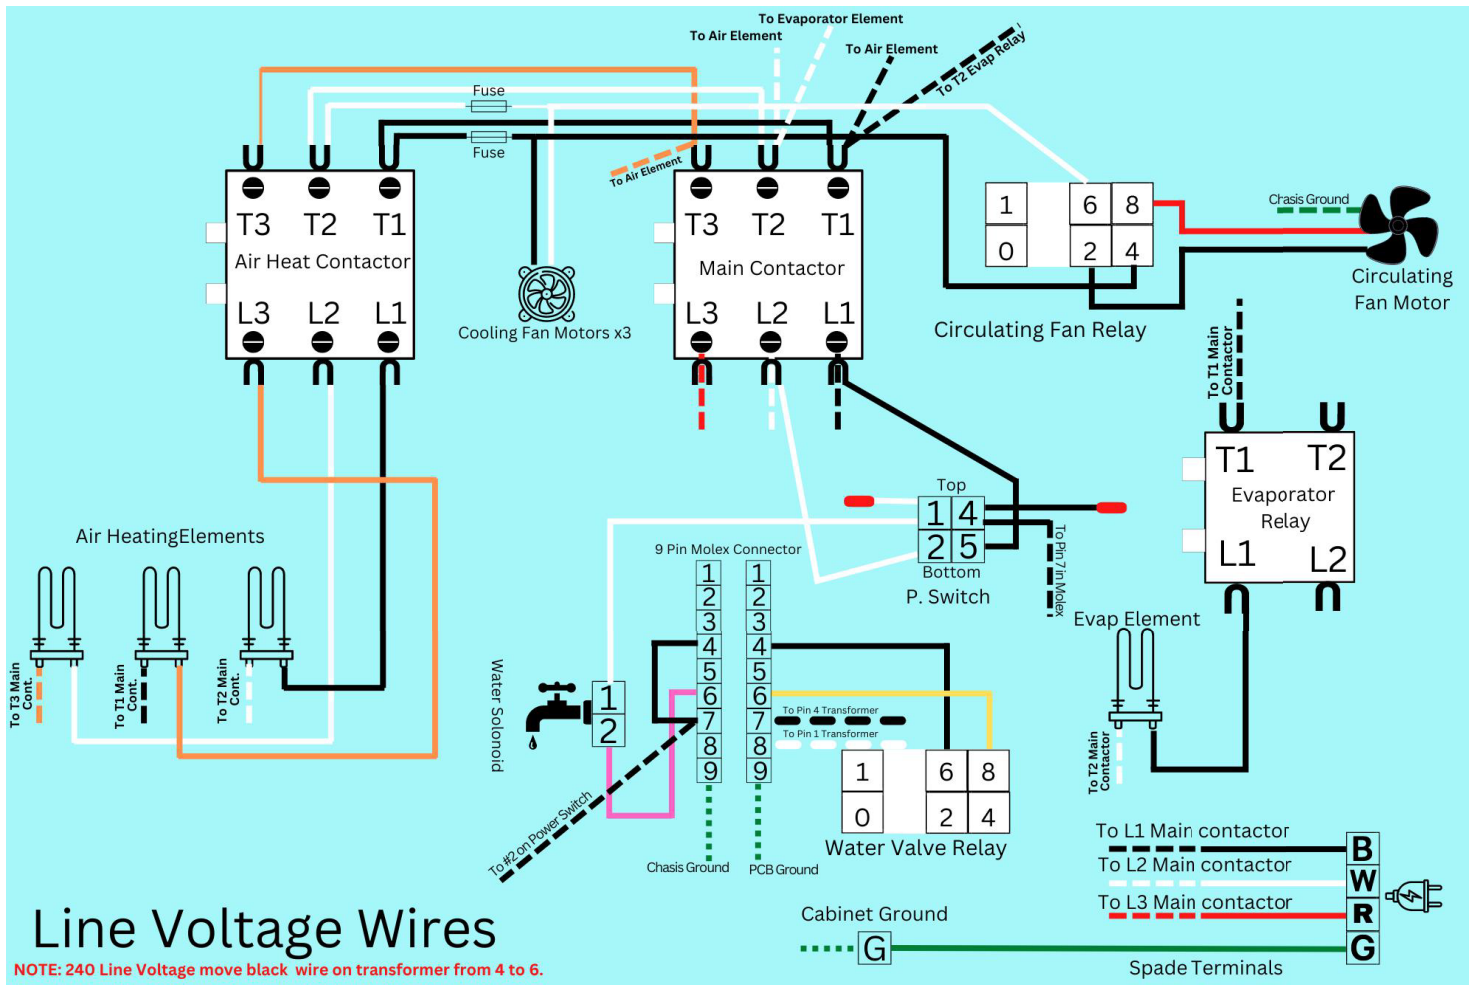 To Evaporator Element
To Air Element
To Air Element
To T2 Evap Relay
Fuse
Fuse
To Air Element
T3 T2 T1
Air Heat Contactor
L3 L2 L1
Cooling Fan Motors x3
T3 T2 T1
Main Contactor
L3 L2 L1
1 6 8
0 2 4
Circulating Fan Relay
Chasis Ground
Circulating
Fan Motor
To T1 Main
Contactor
T1 T2
Evaporator
Relay
L1 L2
Air HeatingElements
To T3 Main
Cont.
To T1 Main
Cont.
To T2 Main
Cont.
Top
1 4
2 5
Bottom
P. Switch
To Pin 7 in Molex
9 Pin Molex Connector
1 1
2 2
3 3
4 4
5 5
6 6
7 7
8 8
9 9
To Pin 4 Transformer
To Pin 1 Transformer
Water Solonoid
1
2
To #2 on Power Switch
Chasis Ground
PCB Ground
1 6 8
0 2 4
Water Valve Relay
Evap Element
To T2 Main
Contactor
To L1 Main contactor
B
To L2 Main contactor
W
To L3 Main contactor
R
Cabinet Ground
G
G
Spade Terminals
Line Voltage Wires
NOTE: 240 Line Voltage move black wire on transformer from 4 to 6.